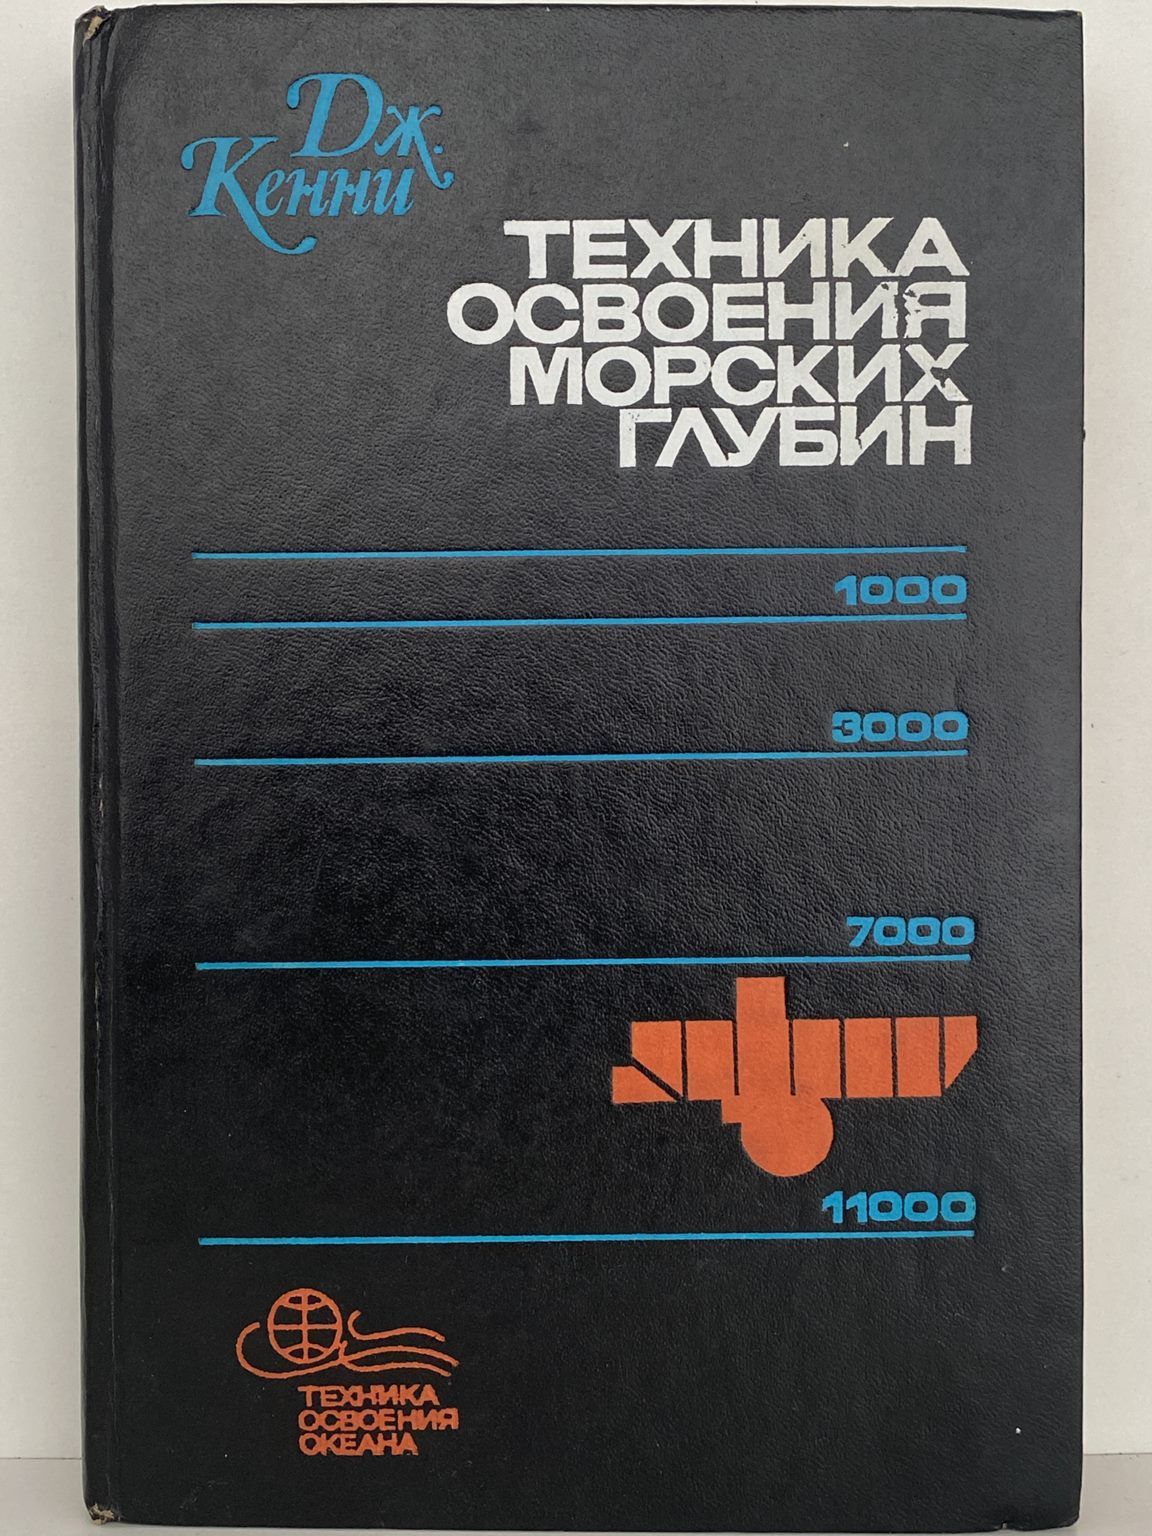 Дж.
Кенни
ТЕХНИКА
ОСВОЕНИЯ
МОРСКИХ
ГЛУБИН
1000
3000
7000
11000
ТЕХНИКА
ОСВОЕНИЯ
ОКЕАНА